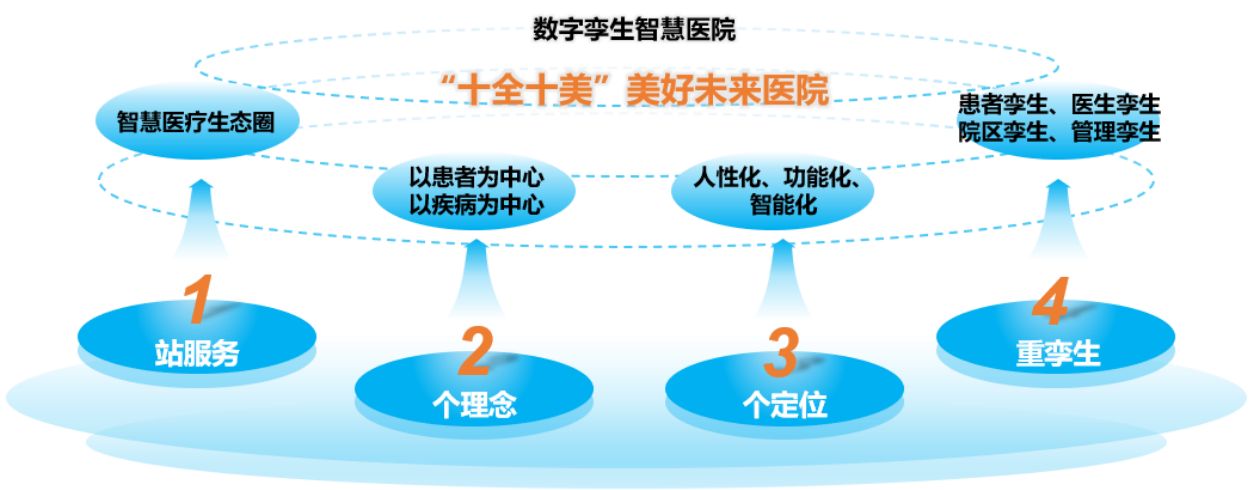 数字孪生智慧医院
“十全十美”美好未来医院
智慧医疗生态圈
以患者为中心
以疾病为中心
人性化、功能化、
智能化
患者孪生、医生孪生
院区孪生、管理孪生
1
站服务
2
个理念
3
个定位
4
重孪生